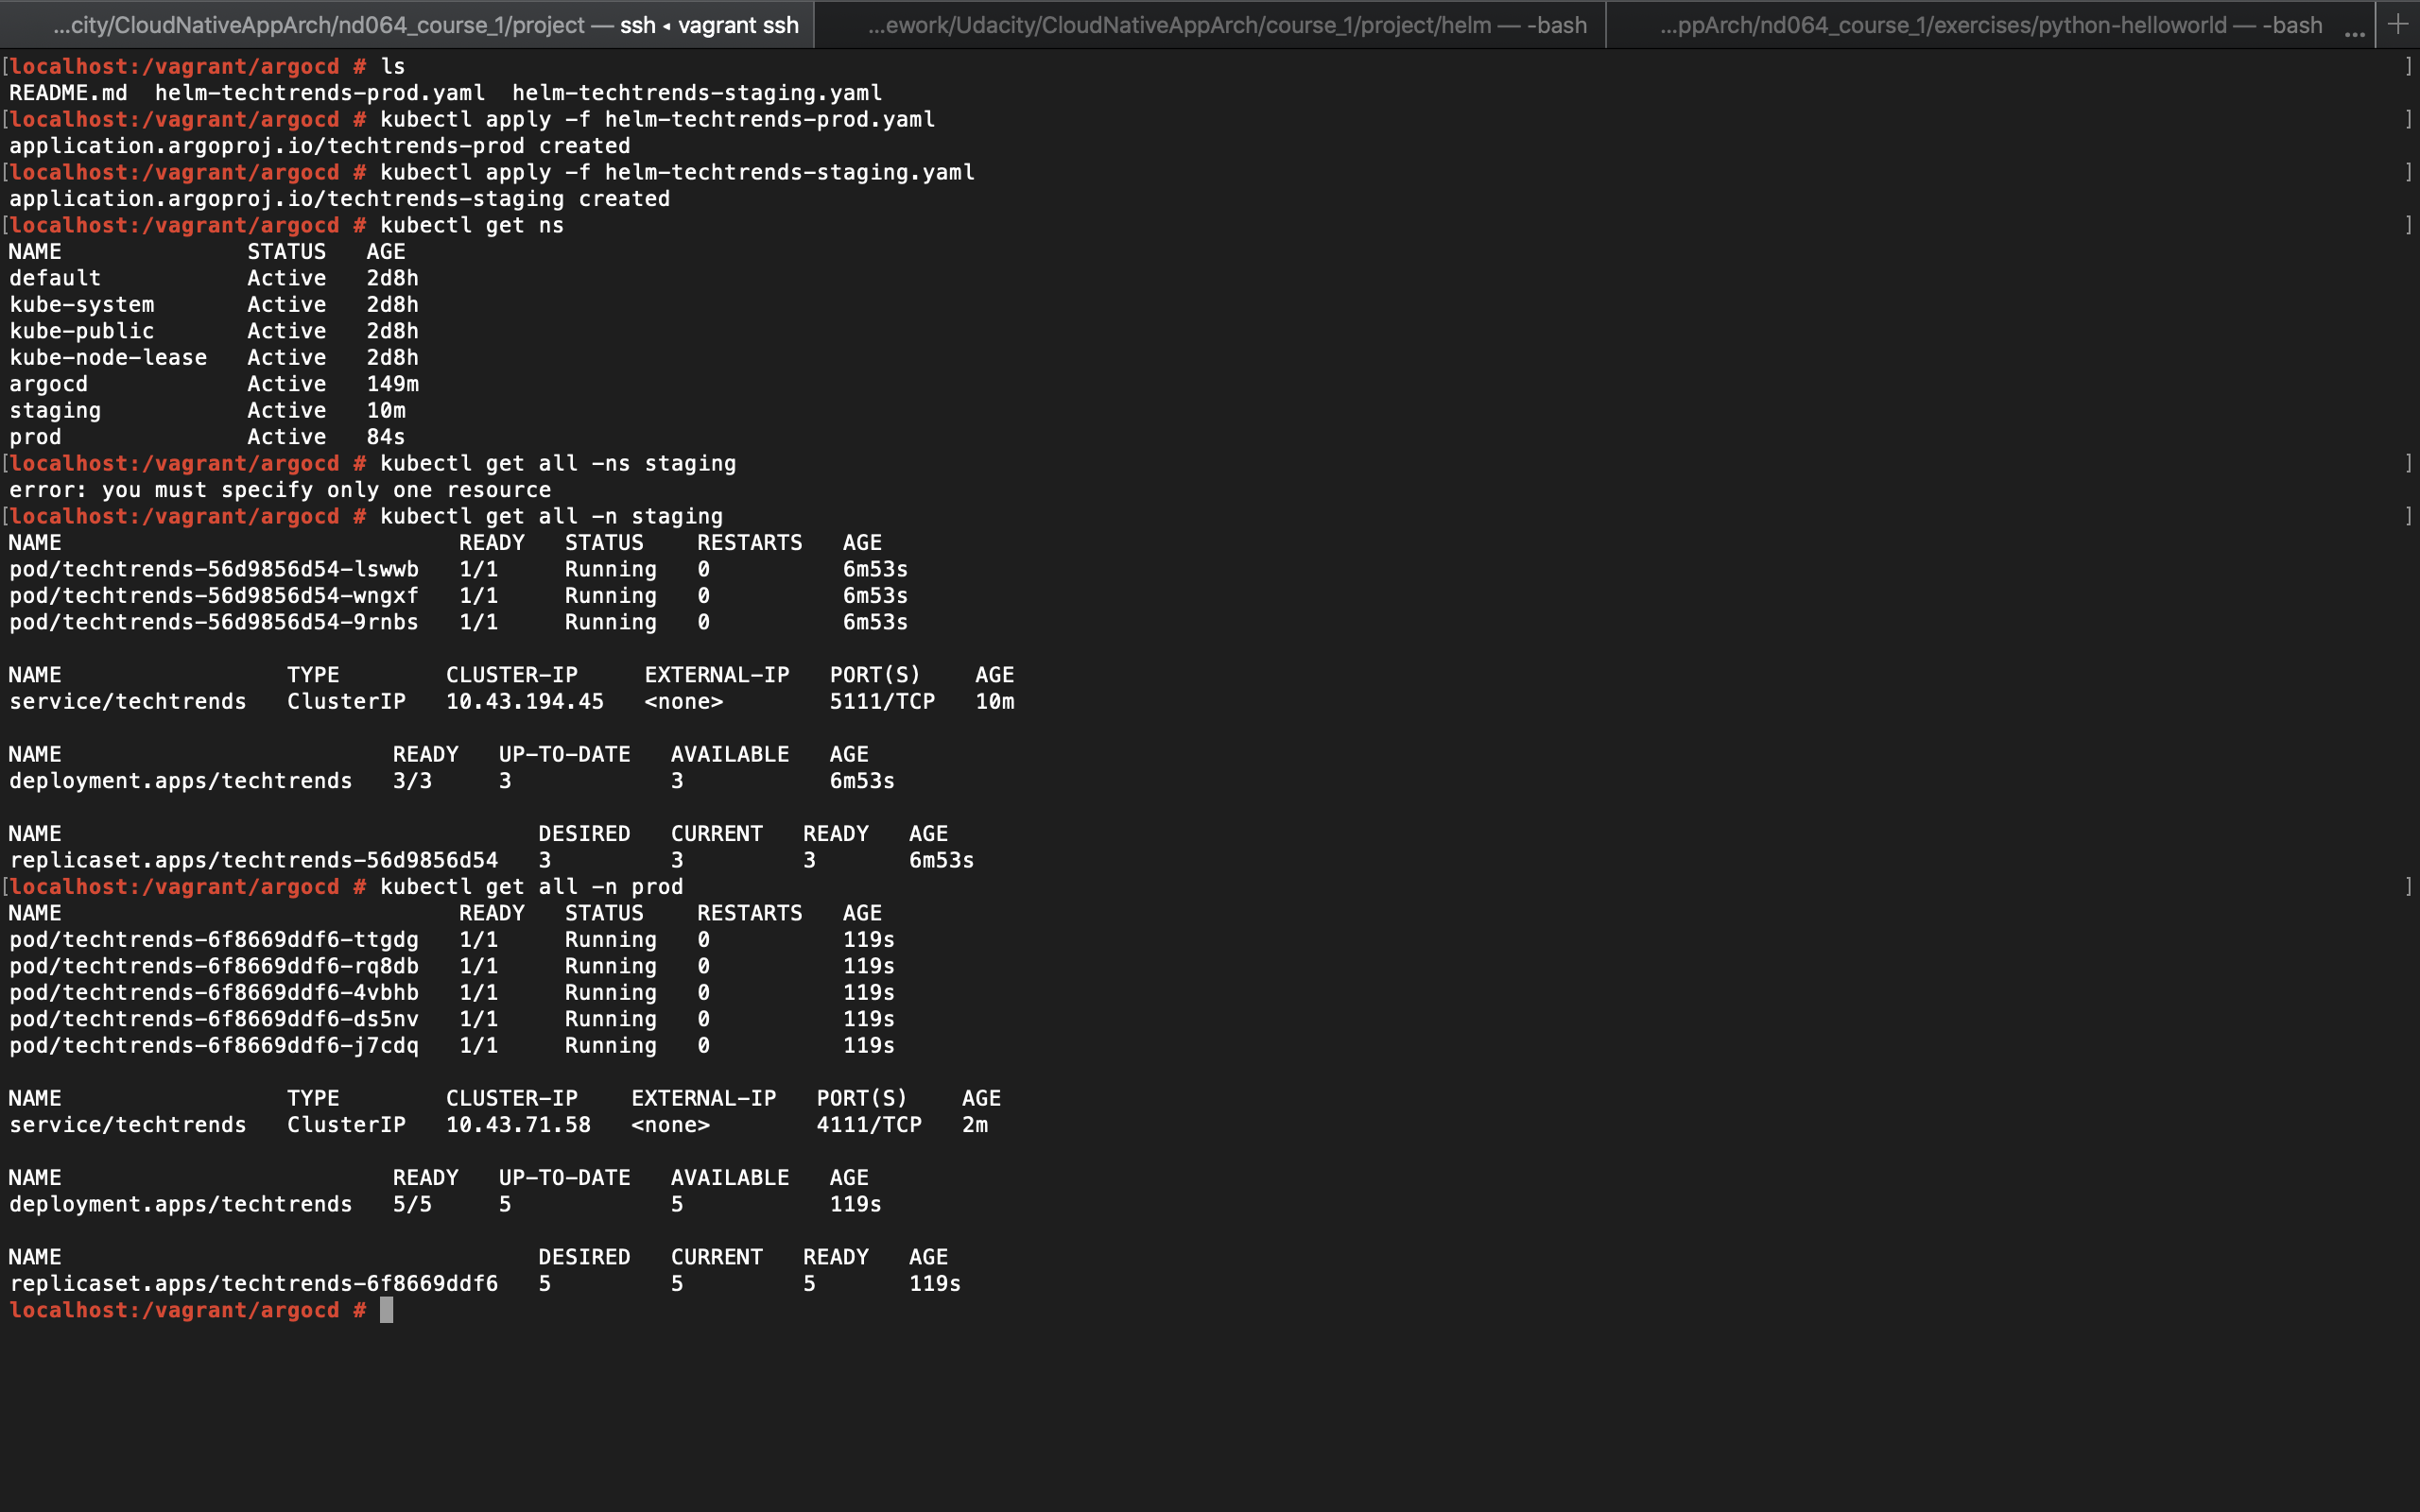 ...city/CloudNativeAppArch/nd064_course_1/project — ssh ◂ vagrant ssh ...ework/Udacity/CloudNativeAppArch/course_1/project/helm — -bash ...ppArch/nd064_course_1/exercises/python-helloworld — -bash ... +
[localhost:/vagrant/argocd # ls ]
README.md  helm-techtrends-prod.yaml  helm-techtrends-staging.yaml
[localhost:/vagrant/argocd # kubectl apply -f helm-techtrends-prod.yaml ]
application.argoproj.io/techtrends-prod created
[localhost:/vagrant/argocd # kubectl apply -f helm-techtrends-staging.yaml ]
application.argoproj.io/techtrends-staging created
[localhost:/vagrant/argocd # kubectl get ns ]
NAME              STATUS   AGE
default           Active   2d8h
kube-system       Active   2d8h
kube-public       Active   2d8h
kube-node-lease   Active   2d8h
argocd            Active   149m
staging           Active   10m
prod              Active   84s
[localhost:/vagrant/argocd # kubectl get all -ns staging ]
error: you must specify only one resource
[localhost:/vagrant/argocd # kubectl get all -n staging ]
NAME                              READY   STATUS    RESTARTS   AGE
pod/techtrends-56d9856d54-lswwb   1/1     Running   0          6m53s
pod/techtrends-56d9856d54-wngxf   1/1     Running   0          6m53s
pod/techtrends-56d9856d54-9rnbs   1/1     Running   0          6m53s
NAME                 TYPE        CLUSTER-IP     EXTERNAL-IP   PORT(S)    AGE
service/techtrends   ClusterIP   10.43.194.45   <none>        5111/TCP   10m
NAME                         READY   UP-TO-DATE   AVAILABLE   AGE
deployment.apps/techtrends   3/3     3            3           6m53s
NAME                                    DESIRED   CURRENT   READY   AGE
replicaset.apps/techtrends-56d9856d54   3         3         3       6m53s
[localhost:/vagrant/argocd # kubectl get all -n prod ]
NAME                              READY   STATUS    RESTARTS   AGE
pod/techtrends-6f8669ddf6-ttgdg   1/1     Running   0          119s
pod/techtrends-6f8669ddf6-rq8db   1/1     Running   0          119s
pod/techtrends-6f8669ddf6-4vbhb   1/1     Running   0          119s
pod/techtrends-6f8669ddf6-ds5nv   1/1     Running   0          119s
pod/techtrends-6f8669ddf6-j7cdq   1/1     Running   0          119s
NAME                 TYPE        CLUSTER-IP    EXTERNAL-IP   PORT(S)    AGE
service/techtrends   ClusterIP   10.43.71.58   <none>        4111/TCP   2m
NAME                         READY   UP-TO-DATE   AVAILABLE   AGE
deployment.apps/techtrends   5/5     5            5           119s
NAME                                    DESIRED   CURRENT   READY   AGE
replicaset.apps/techtrends-6f8669ddf6   5         5         5       119s
localhost:/vagrant/argocd #